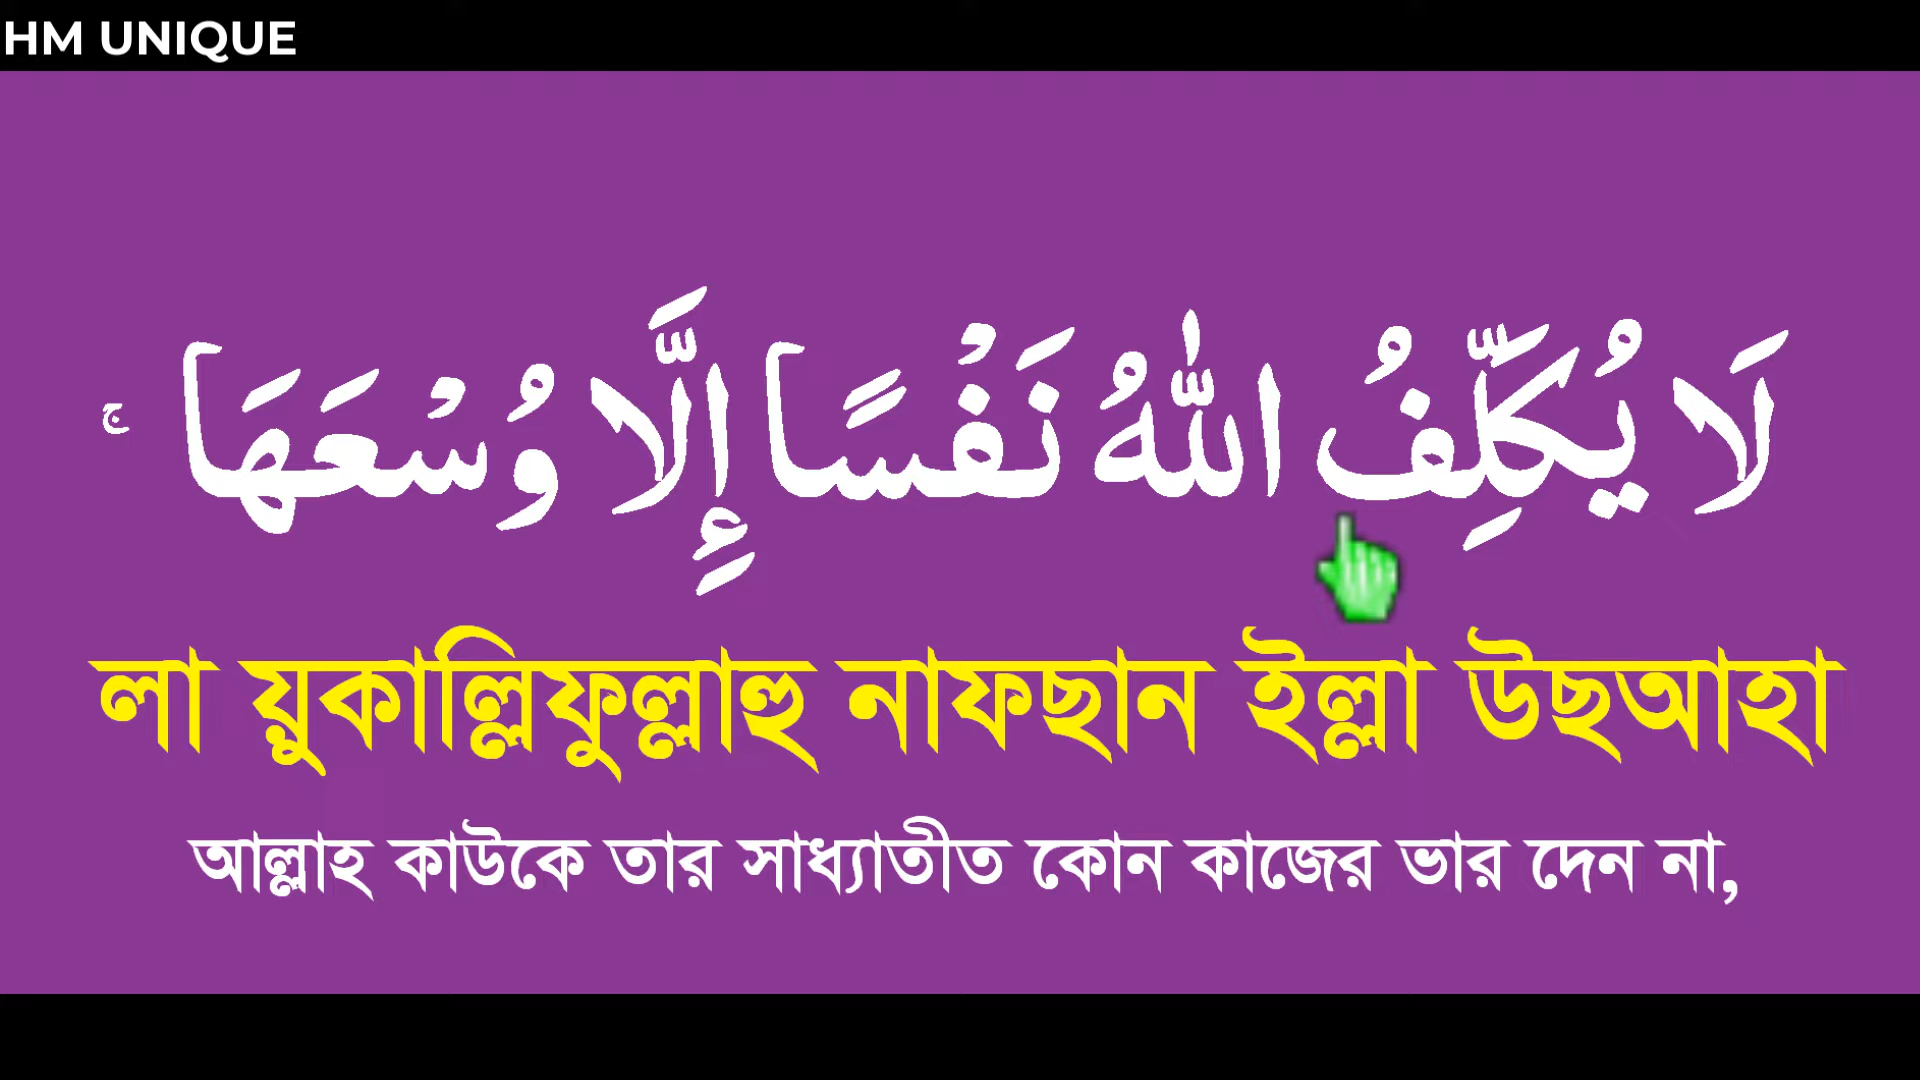 HM UNIQUE
لَا يُكَلِّفُ اللّٰهُ نَفْسًا إِلَّا وُسْعَهَا ۚ
লা য়ুকাল্লিফুল্লাহু নাফছান ইল্লা উছআহা
আল্লাহ কাউকে তার সাধ্যাতীত কোন কাজের ভার দেন না,